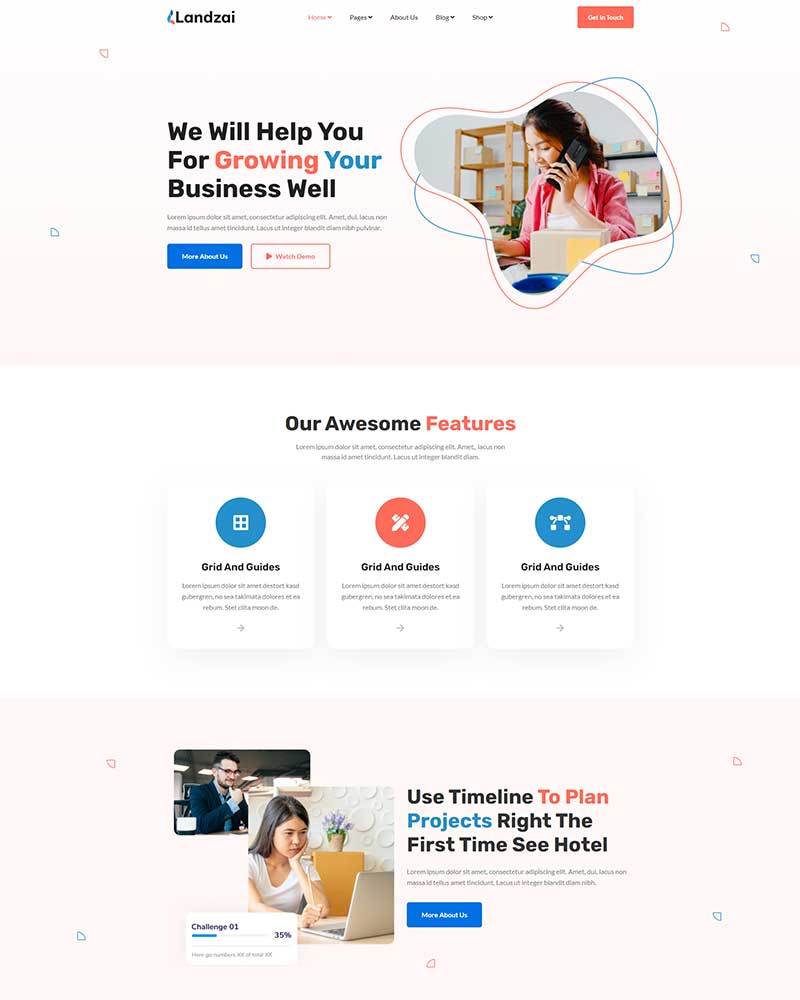 Landzai
Home Pages About Us Blog Shop
Get In Touch
We Will Help You
For Growing Your
Business Well
Lorem ipsum dolor sit amet, consectetur adipiscing elit. Amet, dui, lacus non
massa id tellus amet tincidunt. Lacus ut integer blandit diam nibh pulvinar.
More About Us
Watch Demo
Our Awesome Features
Lorem ipsum dolor sit amet, consectetur adipiscing elit. Amet,, lacus non
massa id amet tincidunt. Lacus ut integer blandit diam.
Grid And Guides
Lorem ipsum dolor sit amet destort kasd
gubergren, no sea takimata dolores et ea
rebum. Stet clita moon de.
Grid And Guides
Lorem ipsum dolor sit amet destort kasd
gubergren, no sea takimata dolores et ea
rebum. Stet clita moon de.
Grid And Guides
Lorem ipsum dolor sit amet destort kasd
gubergren, no sea takimata dolores et ea
rebum. Stet clita moon de.
Use Timeline To Plan
Projects Right The
First Time See Hotel
Lorem ipsum dolor sit amet, consectetur adipiscing elit. Amet, dui, lacus non
massa id tellus amet tincidunt. Lacus ut integer blandit diam nibh.
More About Us
Challenge 01
35%
Here go numbers XX of total XX